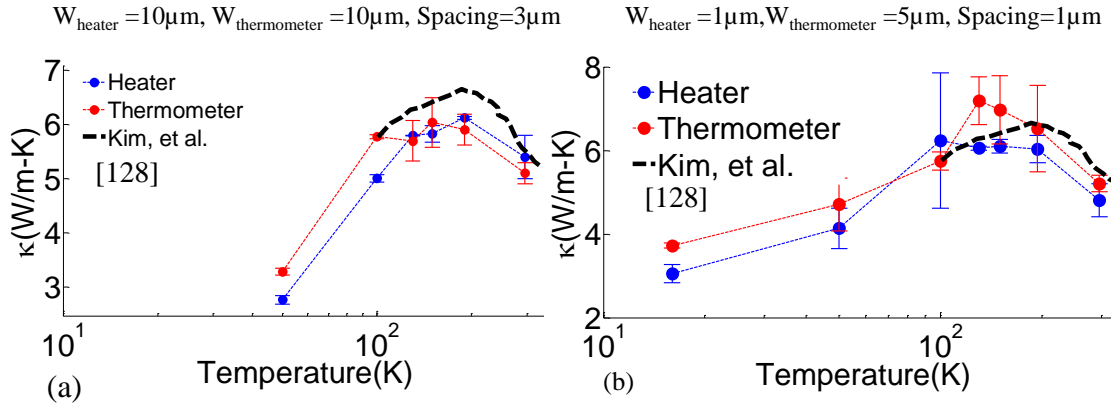 W_heater =10µm, W_thermometer =10µm, Spacing=3µm
7
6
5
4
3
κ(W/m-K)
Heater
Thermometer
Kim, et al.
[128]
10^1
10^2
Temperature(K)
(a)
W_heater =1µm,W_thermometer =5µm, Spacing=1µm
8
6
4
2
κ(W/m-K)
Heater
Thermometer
Kim, et al.
[128]
10^1
10^2
Temperature(K)
(b)